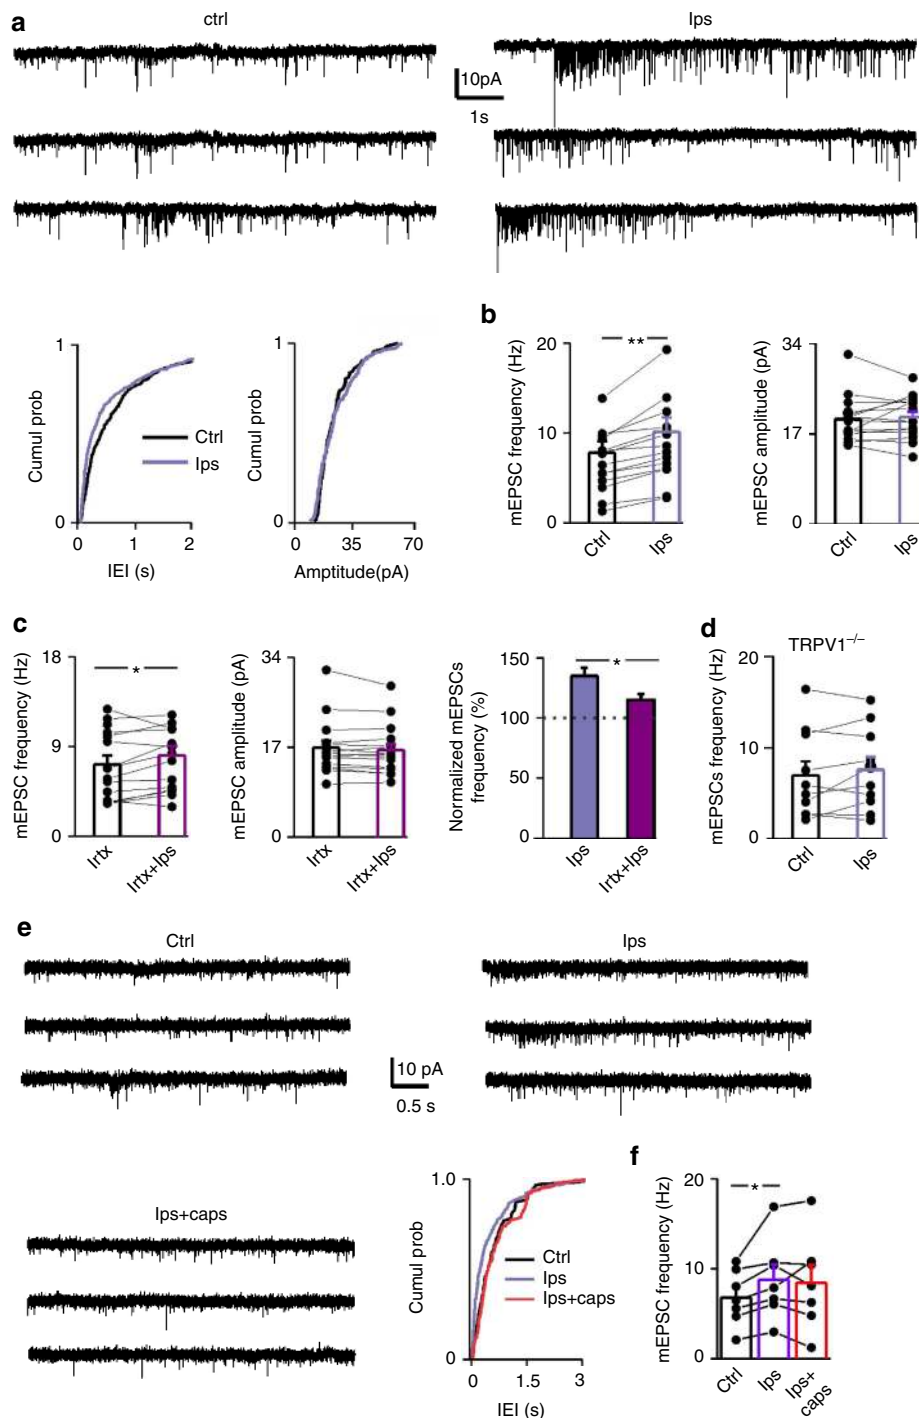 a
ctrl
Ips
10pA
1s
1
Cumul prob
0
0
1
2
IEI (s)
Ctrl
Ips
1
Cumul prob
0
0
35
70
Amptitude(pA)
b
20
10
0
mEPSC frequency (Hz)
**
Ctrl
Ips
34
17
0
mEPSC amplitude (pA)
Ctrl
Ips
c
18
9
0
mEPSC frequency (Hz)
*
Irtx
Irtx+Ips
34
17
0
mEPSC amplitude (pA)
Irtx
Irtx+Ips
150
100
50
0
Normalized mEPSCs
frequency (%)
*
Ips
Irtx+Ips
d
TRPV1–/–
20
10
0
mEPSCs frequency (Hz)
Ctrl
Ips
e
Ctrl
Ips
10 pA
0.5 s
Ips+caps
1.0
Cumul prob
0
0
1.5
3
IEI (s)
Ctrl
Ips
Ips+caps
f
20
10
0
mEPSC frequency (Hz)
*
Ctrl
Ips
Ips+
caps